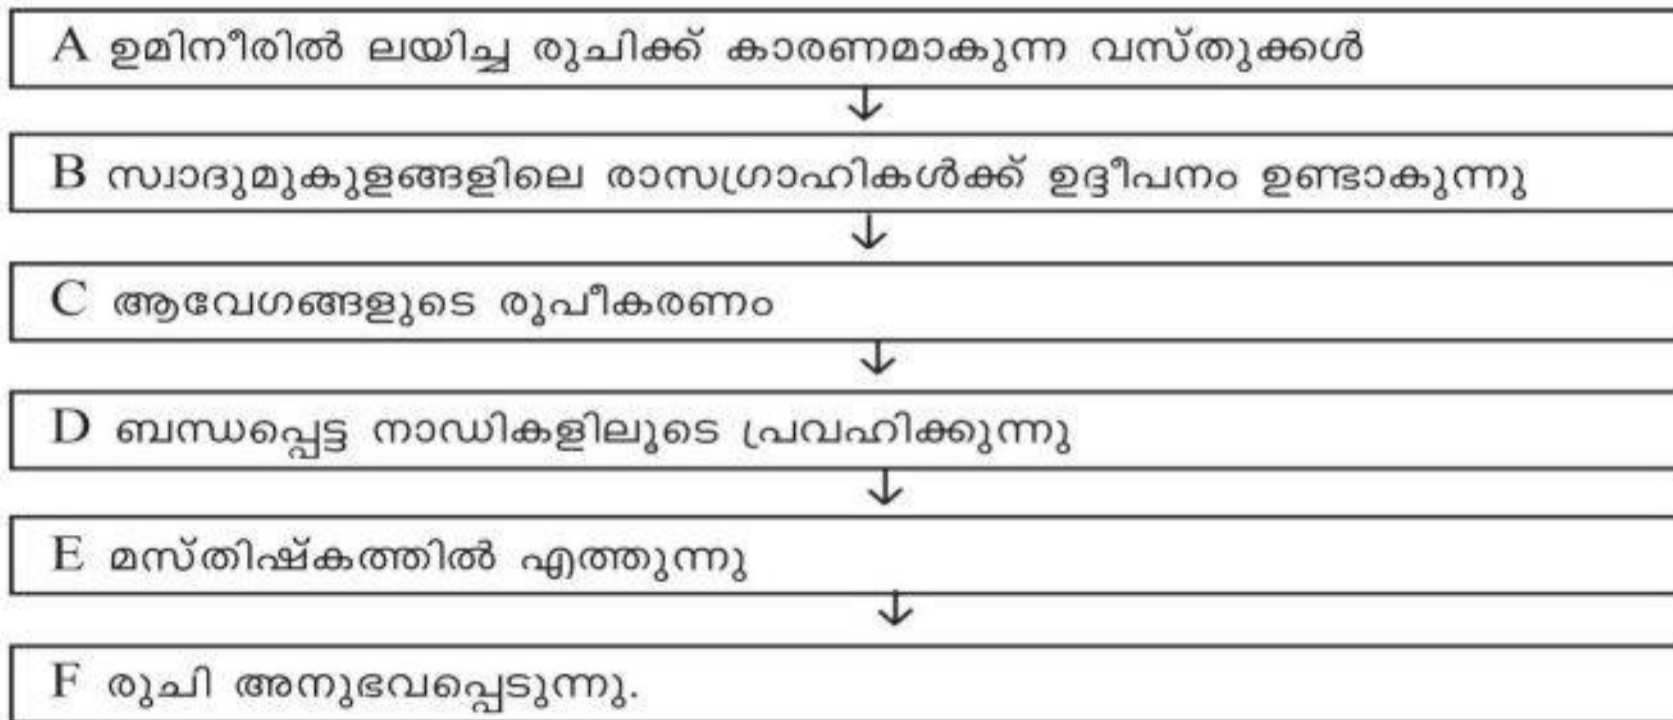 A ഉമിനീരിൽ ലയിച്ച രുചിക്ക് കാരണമാകുന്ന വസ്തുക്കൾ
B സ്വാദുമുകുളങ്ങളിലെ രാസഗ്രാഹികൾക്ക് ഉദ്ദീപനം ഉണ്ടാകുന്നു
C ആവേഗങ്ങളുടെ രൂപീകരണം
D ബന്ധപ്പെട്ട നാഡികളിലൂടെ പ്രവഹിക്കുന്നു
E മസ്തിഷ്കത്തിൽ എത്തുന്നു
F രുചി അനുഭവപ്പെടുന്നു.